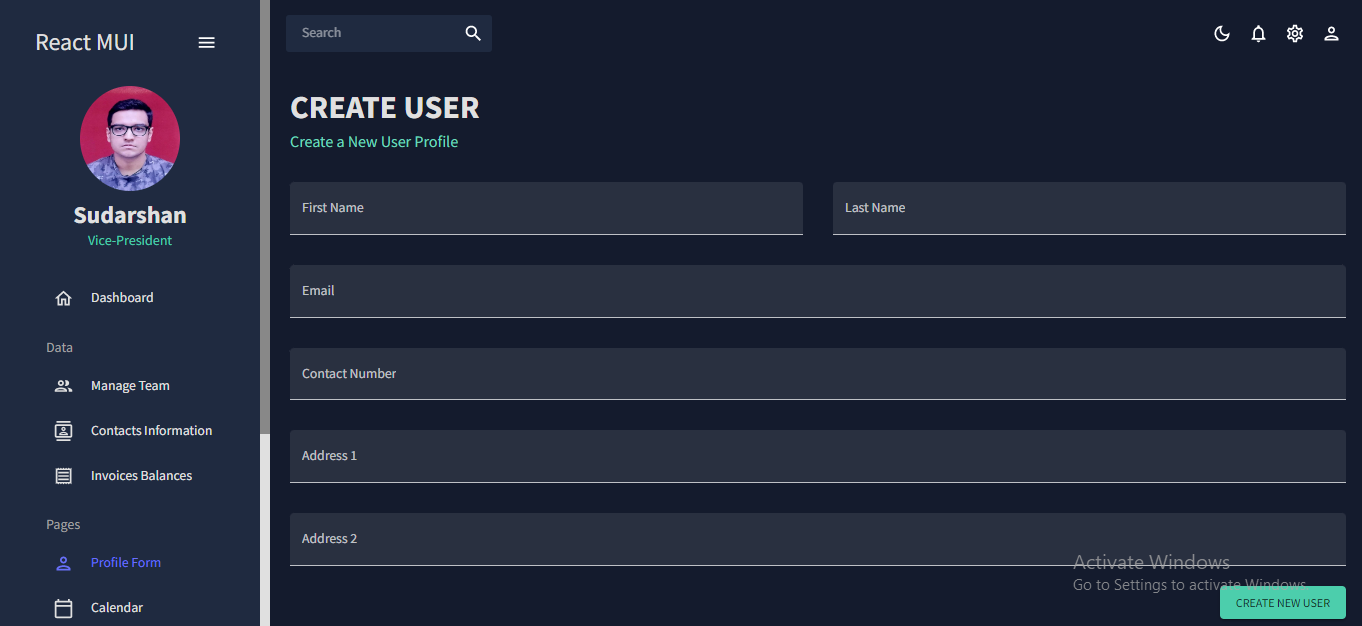 React MUI
Sudarshan
Vice-President
Dashboard
Data
Manage Team
Contacts Information
Invoices Balances
Pages
Profile Form
Calendar
Search
CREATE USER
Create a New User Profile
First Name
Last Name
Email
Contact Number
Address 1
Address 2
Activate Windows
Go to Settings to activate Windows.
CREATE NEW USER